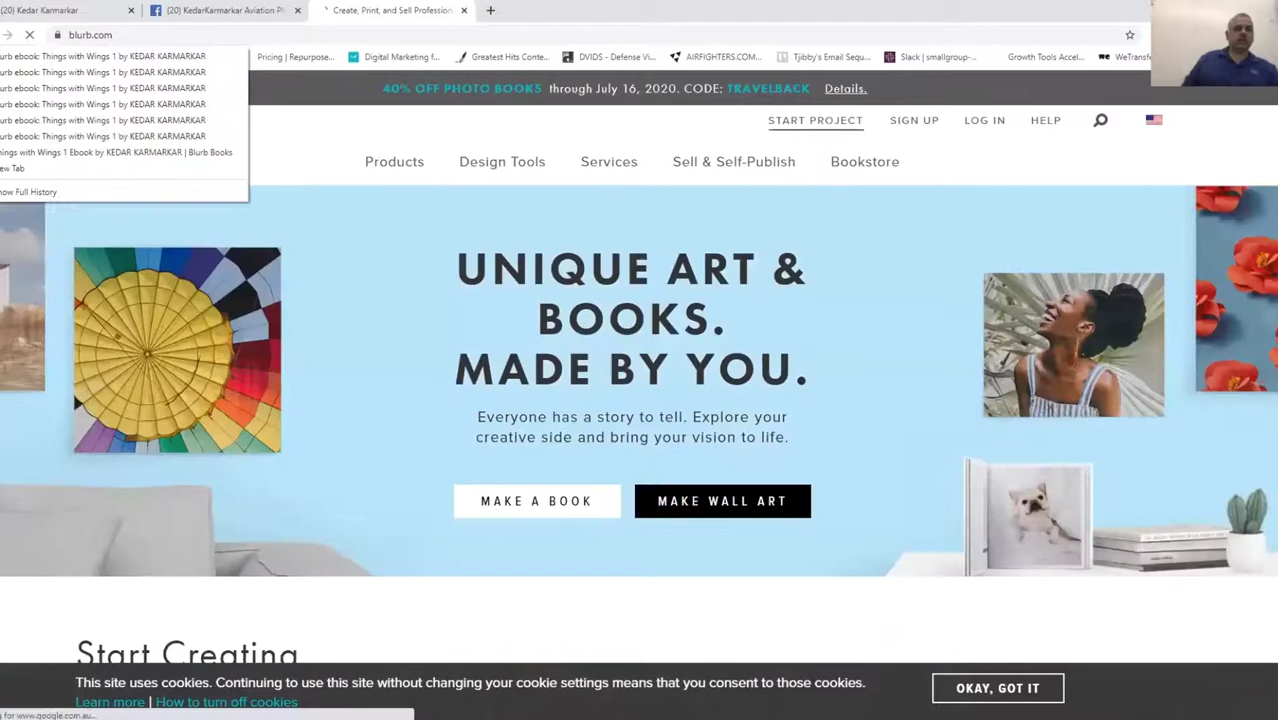 (20) Kedar Karmarkar
(20) KedarKarmarkar Aviation Ph
Create, Print, and Sell Profession
blurb.com
Pricing | Repurpose...
Digital Marketing f...
Greatest Hits Conte...
DVIDS - Defense Vi...
AIRFIGHTERS.COM...
Tjibby's Email Sequ...
Slack | smallgroup-...
Growth Tools Accel...
WeTransfe
urb ebook: Things with Wings 1 by KEDAR KARMARKAR
urb ebook: Things with Wings 1 by KEDAR KARMARKAR
urb ebook: Things with Wings 1 by KEDAR KARMARKAR
urb ebook: Things with Wings 1 by KEDAR KARMARKAR
urb ebook: Things with Wings 1 by KEDAR KARMARKAR
urb ebook: Things with Wings 1 by KEDAR KARMARKAR
hings with Wings 1 Ebook by KEDAR KARMARKAR | Blurb Books
ew Tab
how Full History
40% OFF PHOTO BOOKS through July 16, 2020. CODE: TRAVELBACK Details.
START PROJECT SIGN UP LOG IN HELP
Products Design Tools Services Sell & Self-Publish Bookstore
UNIQUE ART &
BOOKS.
MADE BY YOU.
Everyone has a story to tell. Explore your
creative side and bring your vision to life.
MAKE A BOOK MAKE WALL ART
Start Creating
This site uses cookies. Continuing to use this site without changing your cookie settings means that you consent to those cookies.
Learn more | How to turn off cookies
OKAY, GOT IT
g for www.google.com.au...